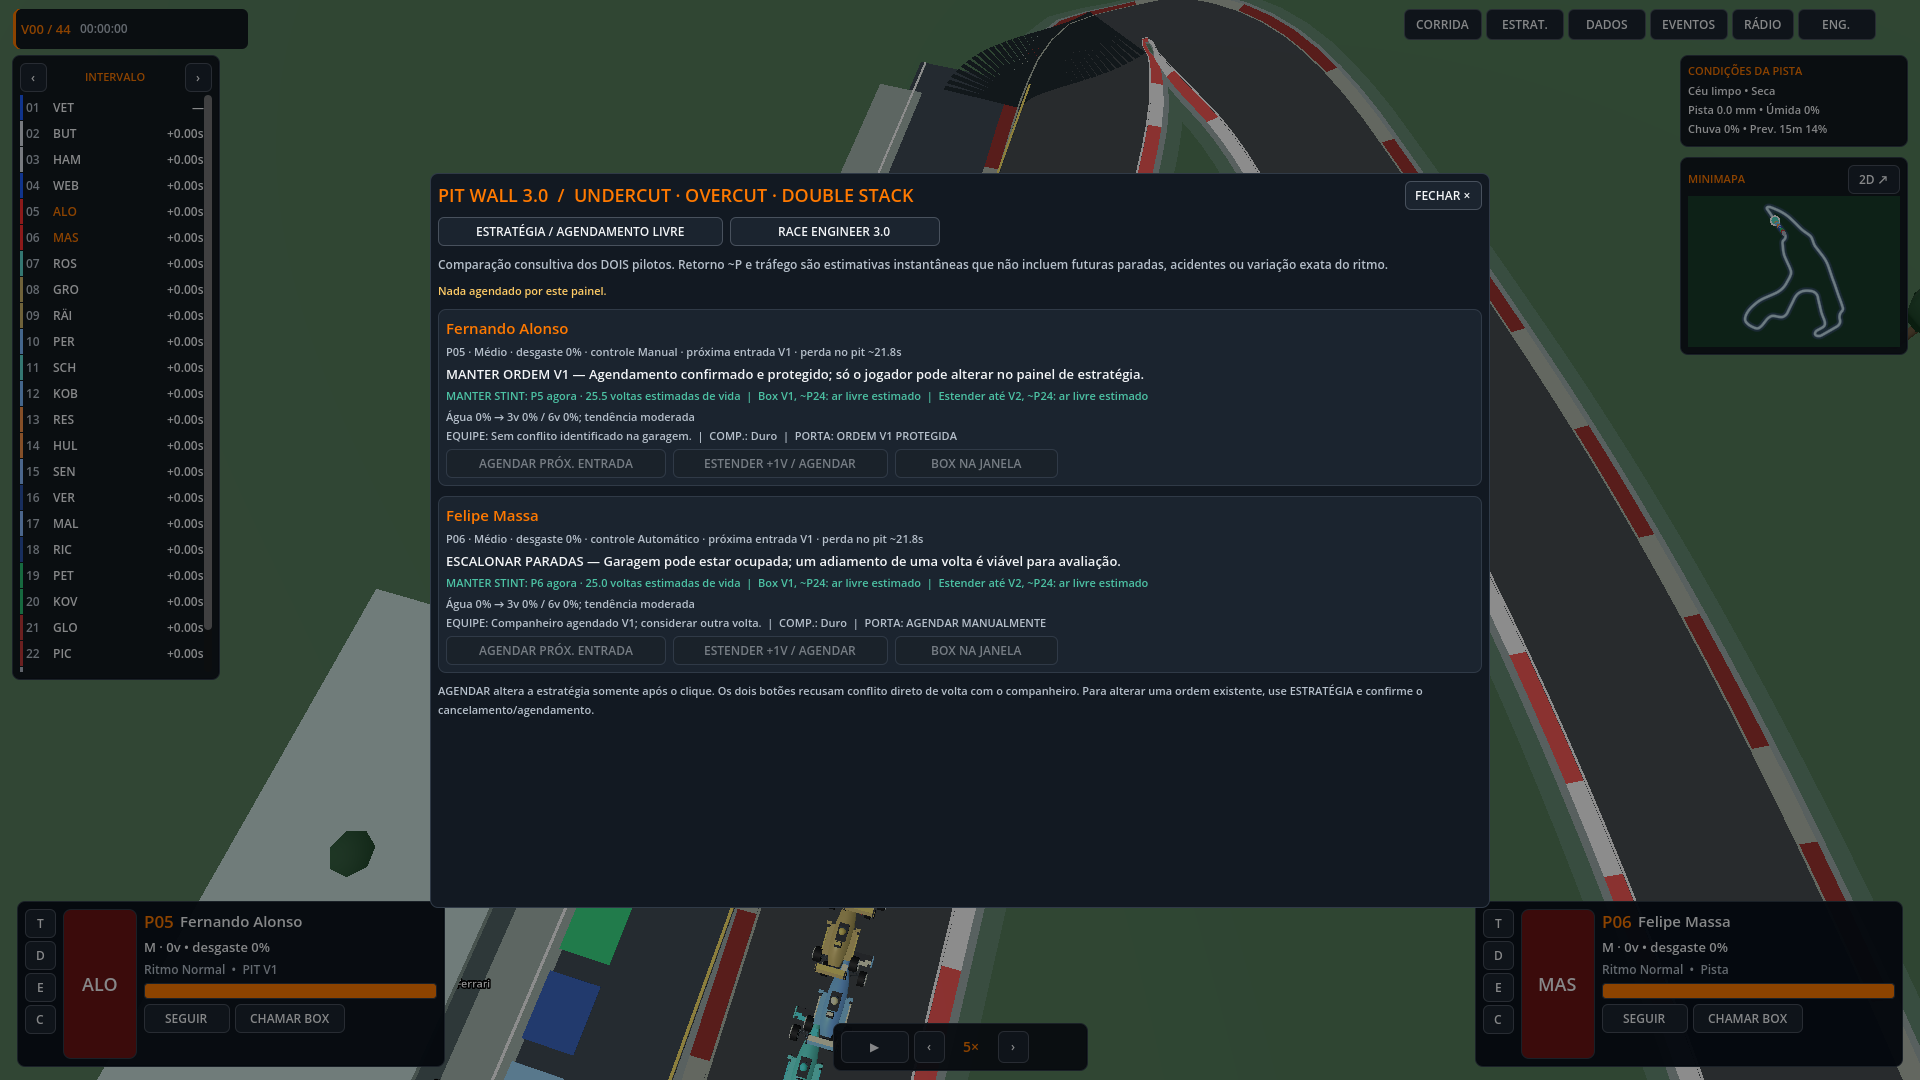 V00 / 44 00:00:00
CORRIDA ESTRAT. DADOS EVENTOS RÁDIO ENG.
‹ INTERVALO ›
01 VET —
02 BUT +0.00s
03 HAM +0.00s
04 WEB +0.00s
05 ALO +0.00s
06 MAS +0.00s
07 ROS +0.00s
08 GRO +0.00s
09 RÄI +0.00s
10 PER +0.00s
11 SCH +0.00s
12 KOB +0.00s
13 RES +0.00s
14 HUL +0.00s
15 SEN +0.00s
16 VER +0.00s
17 MAL +0.00s
18 RIC +0.00s
19 PET +0.00s
20 KOV +0.00s
21 GLO +0.00s
22 PIC +0.00s
CONDIÇÕES DA PISTA
Céu limpo • Seca
Pista 0.0 mm • Úmida 0%
Chuva 0% • Prev. 15m 14%
MINIMAPA 2D ↗
PIT WALL 3.0 / UNDERCUT · OVERCUT · DOUBLE STACK FECHAR ×
ESTRATÉGIA / AGENDAMENTO LIVRE RACE ENGINEER 3.0
Comparação consultiva dos DOIS pilotos. Retorno ~P e tráfego são estimativas instantâneas que não incluem futuras paradas, acidentes ou variação exata do ritmo.
Nada agendado por este painel.
Fernando Alonso
P05 · Médio · desgaste 0% · controle Manual · próxima entrada V1 · perda no pit ~21.8s
MANTER ORDEM V1 — Agendamento confirmado e protegido; só o jogador pode alterar no painel de estratégia.
MANTER STINT: P5 agora · 25.5 voltas estimadas de vida | Box V1, ~P24: ar livre estimado | Estender até V2, ~P24: ar livre estimado
Água 0% → 3v 0% / 6v 0%; tendência moderada
EQUIPE: Sem conflito identificado na garagem. | COMP.: Duro | PORTA: ORDEM V1 PROTEGIDA
AGENDAR PRÓX. ENTRADA ESTENDER +1V / AGENDAR BOX NA JANELA
Felipe Massa
P06 · Médio · desgaste 0% · controle Automático · próxima entrada V1 · perda no pit ~21.8s
ESCALONAR PARADAS — Garagem pode estar ocupada; um adiamento de uma volta é viável para avaliação.
MANTER STINT: P6 agora · 25.0 voltas estimadas de vida | Box V1, ~P24: ar livre estimado | Estender até V2, ~P24: ar livre estimado
Água 0% → 3v 0% / 6v 0%; tendência moderada
EQUIPE: Companheiro agendado V1; considerar outra volta. | COMP.: Duro | PORTA: AGENDAR MANUALMENTE
AGENDAR PRÓX. ENTRADA ESTENDER +1V / AGENDAR BOX NA JANELA
AGENDAR altera a estratégia somente após o clique. Os dois botões recusam conflito direto de volta com o companheiro. Para alterar uma ordem existente, use ESTRATÉGIA e confirme o
cancelamento/agendamento.
T D E C
ALO
P05 Fernando Alonso
M · 0v • desgaste 0%
Ritmo Normal • PIT V1
SEGUIR CHAMAR BOX
errari
▶ ‹ 5× ›
T D E C
MAS
P06 Felipe Massa
M · 0v • desgaste 0%
Ritmo Normal • Pista
SEGUIR CHAMAR BOX